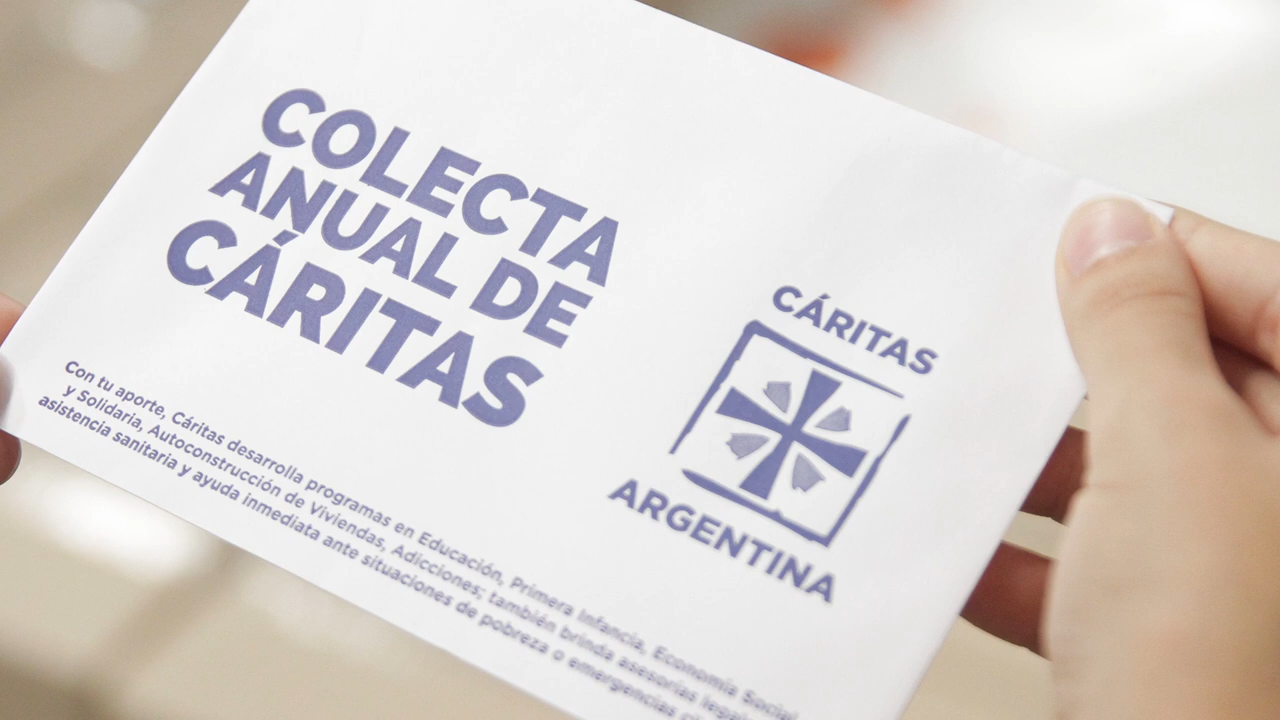 COLECTA
ANUAL DE
CÁRITAS
CÁRITAS
ARGENTINA
Con tu aporte, Cáritas desarrolla programas en Educación, Primera Infancia, Economía Social
y Solidaria, Autoconstrucción de Viviendas, Adicciones; también brinda asesorías
asistencia sanitaria y ayuda inmediata ante situaciones de pobreza o emergencias